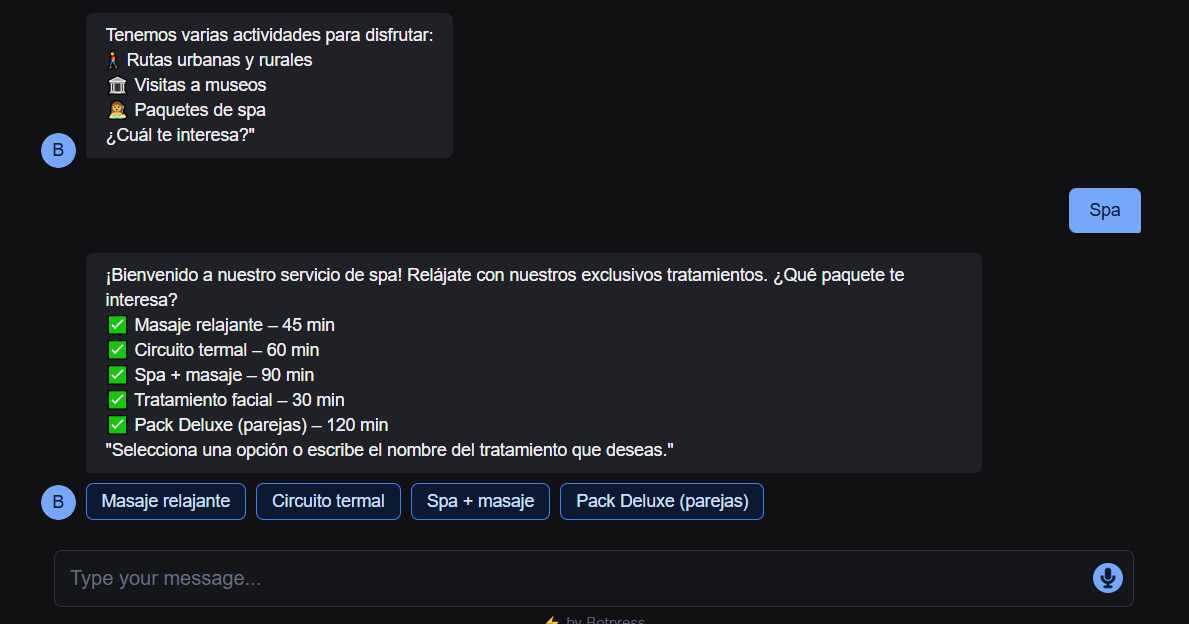 Tenemos varias actividades para disfrutar:
🚶 Rutas urbanas y rurales
🏛️ Visitas a museos
💆 Paquetes de spa
¿Cuál te interesa?"
B
Spa
¡Bienvenido a nuestro servicio de spa! Relájate con nuestros exclusivos tratamientos. ¿Qué paquete te
interesa?
✅ Masaje relajante – 45 min
✅ Circuito termal – 60 min
✅ Spa + masaje – 90 min
✅ Tratamiento facial – 30 min
✅ Pack Deluxe (parejas) – 120 min
"Selecciona una opción o escribe el nombre del tratamiento que deseas."
B
Masaje relajante
Circuito termal
Spa + masaje
Pack Deluxe (parejas)
Type your message...
⚡ by Botpress